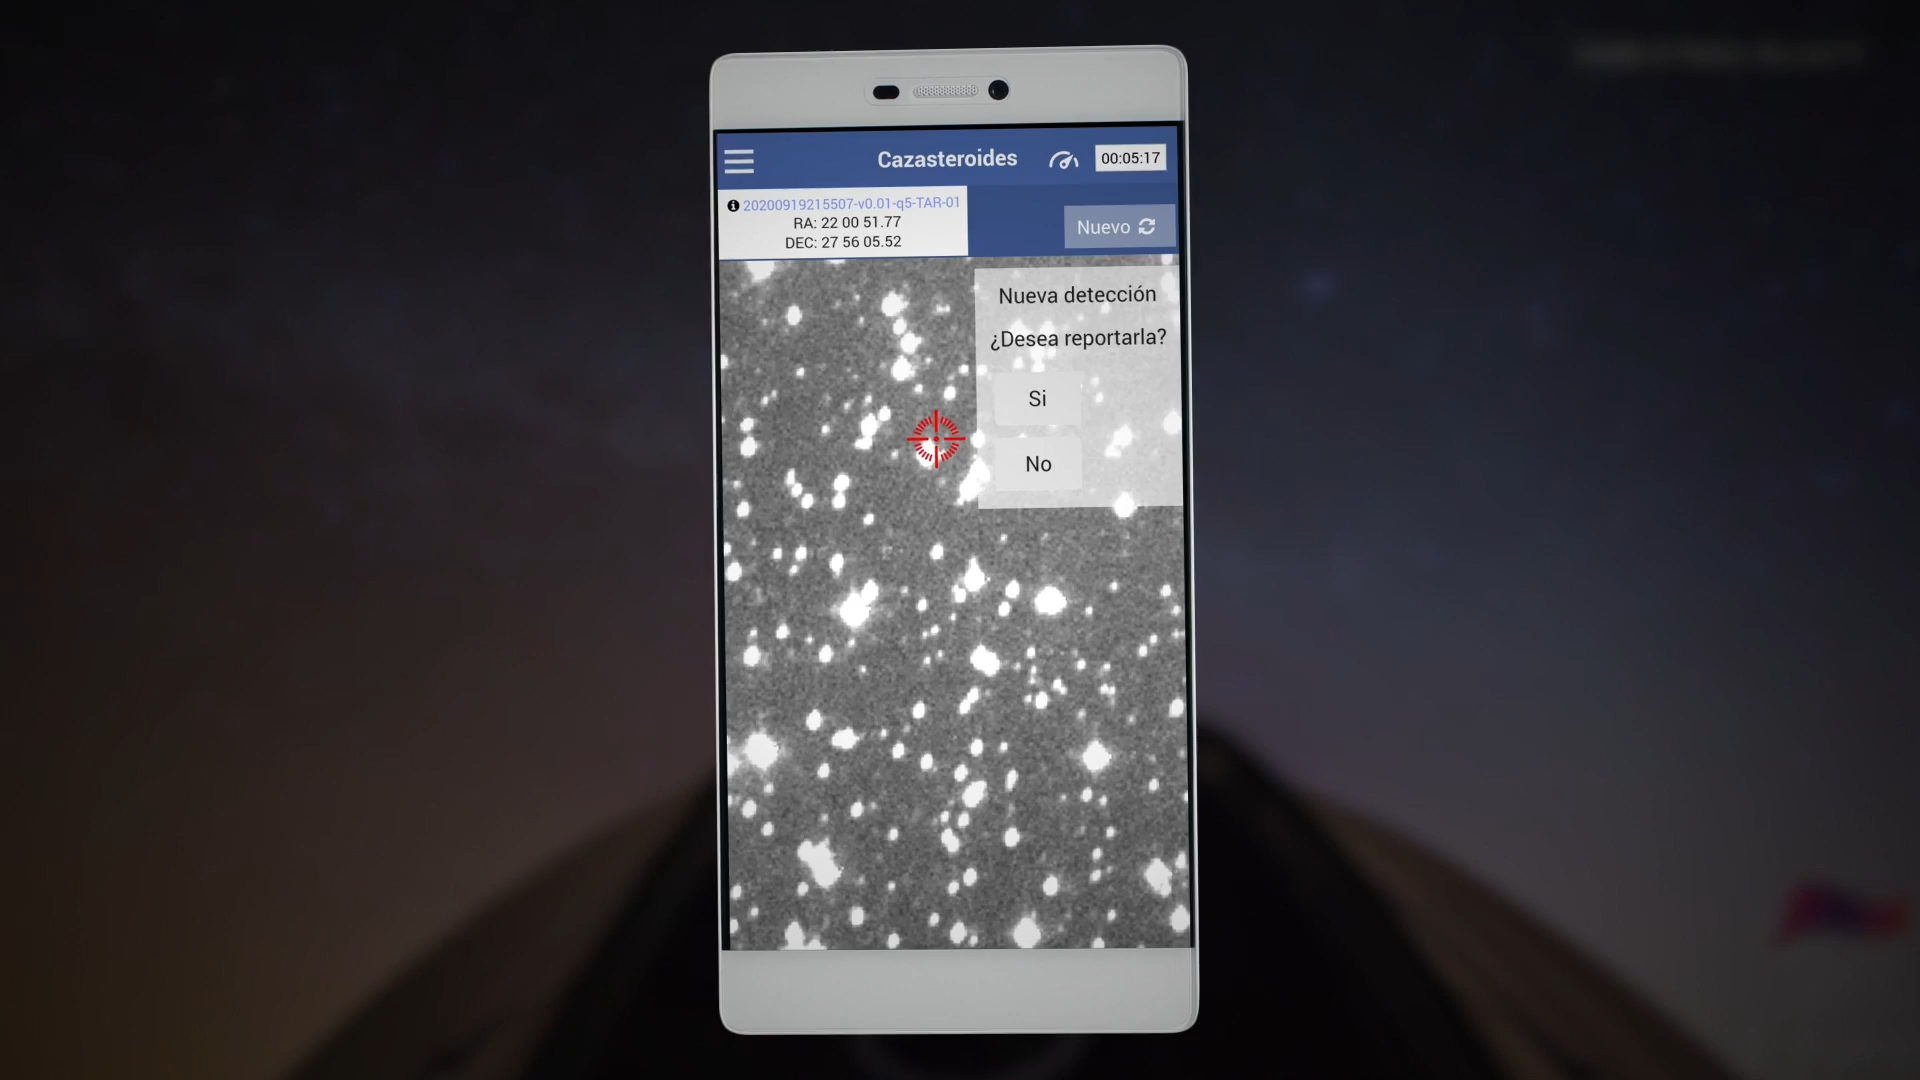 Cazasteroides
00:05:17
20200919215507-v0.01-q5-TAR-01
RA: 22 00 51.77
DEC: 27 56 05.52
Nuevo
Nueva detección
¿Desea reportarla?
Si
No